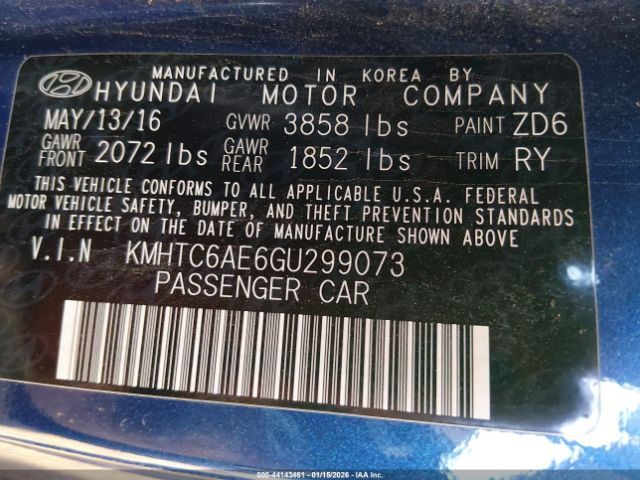 MANUFACTURED IN KOREA BY
HYUNDAI MOTOR COMPANY
MAY/13/16 GVWR 3858 lbs PAINT ZD6
GAWR FRONT 2072 lbs GAWR REAR 1852 lbs TRIM RY
THIS VEHICLE CONFORMS TO ALL APPLICABLE U.S.A. FEDERAL
MOTOR VEHICLE SAFETY, BUMPER, AND THEFT PREVENTION STANDARDS
IN EFFECT ON THE DATE OF MANUFACTURE SHOWN ABOVE
V.I.N KMHTC6AE6GU299073
PASSENGER CAR
000-44143461 - 01/15/2026 - IAA Inc.